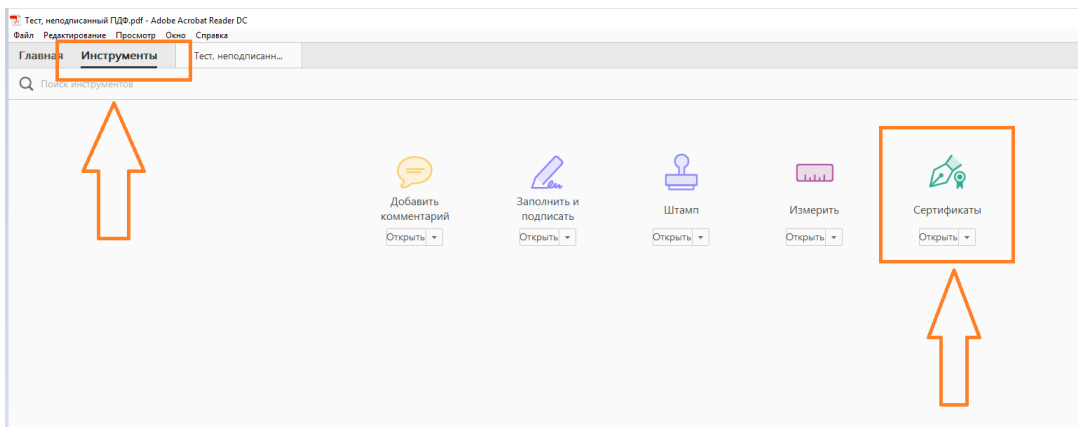 Тест, неподписанный ПДФ.pdf - Adobe Acrobat Reader DC
Файл Редактирование Просмотр Окно Справка
Главная Инструменты Тест, неподписанн...
Поиск инструментов
Добавить
комментарий
Открыть
Заполнить и
подписать
Открыть
Штамп
Открыть
Измерить
Открыть
Сертификаты
Открыть